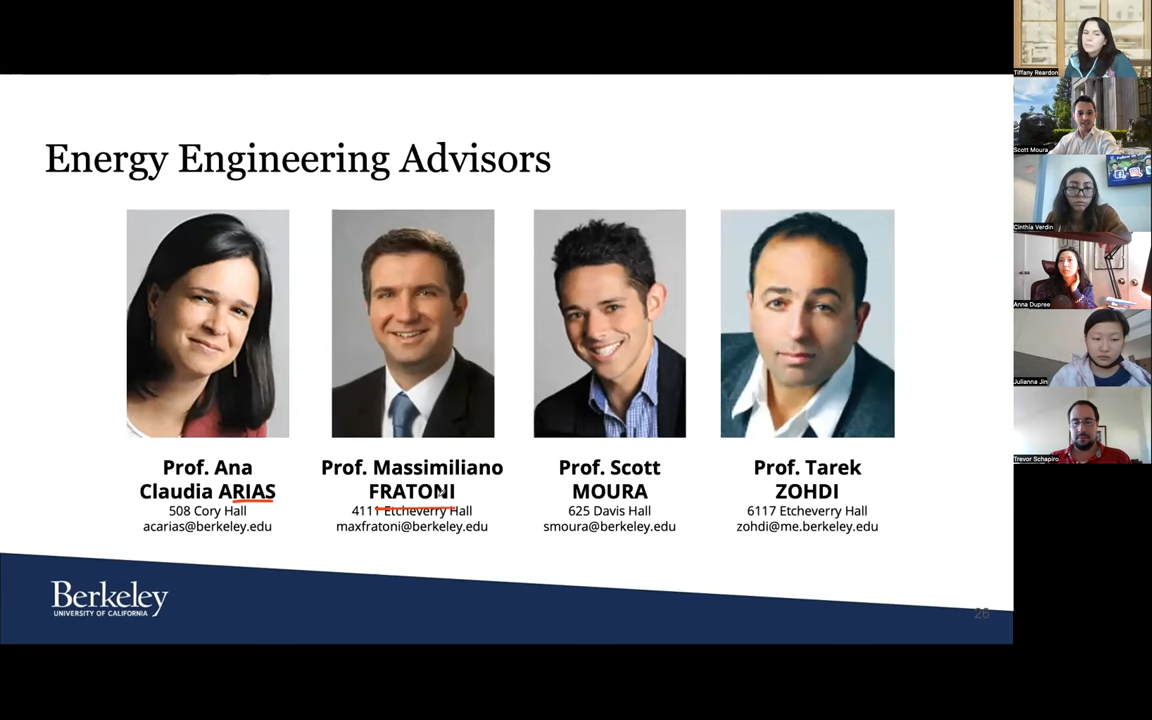 Energy Engineering Advisors
Prof. Ana
Claudia ARIAS
508 Cory Hall
acarias@berkeley.edu
Prof. Massimiliano
FRATONI
4111 Etcheverry Hall
maxfratoni@berkeley.edu
Prof. Scott
MOURA
625 Davis Hall
smoura@berkeley.edu
Prof. Tarek
ZOHDI
6117 Etcheverry Hall
zohdi@me.berkeley.edu
Berkeley
UNIVERSITY OF CALIFORNIA
26
Tiffany Reardon
Scott Moura
Cinthia Verdin
Anna Dupree
Julianna Jin
Trevor Schapiro